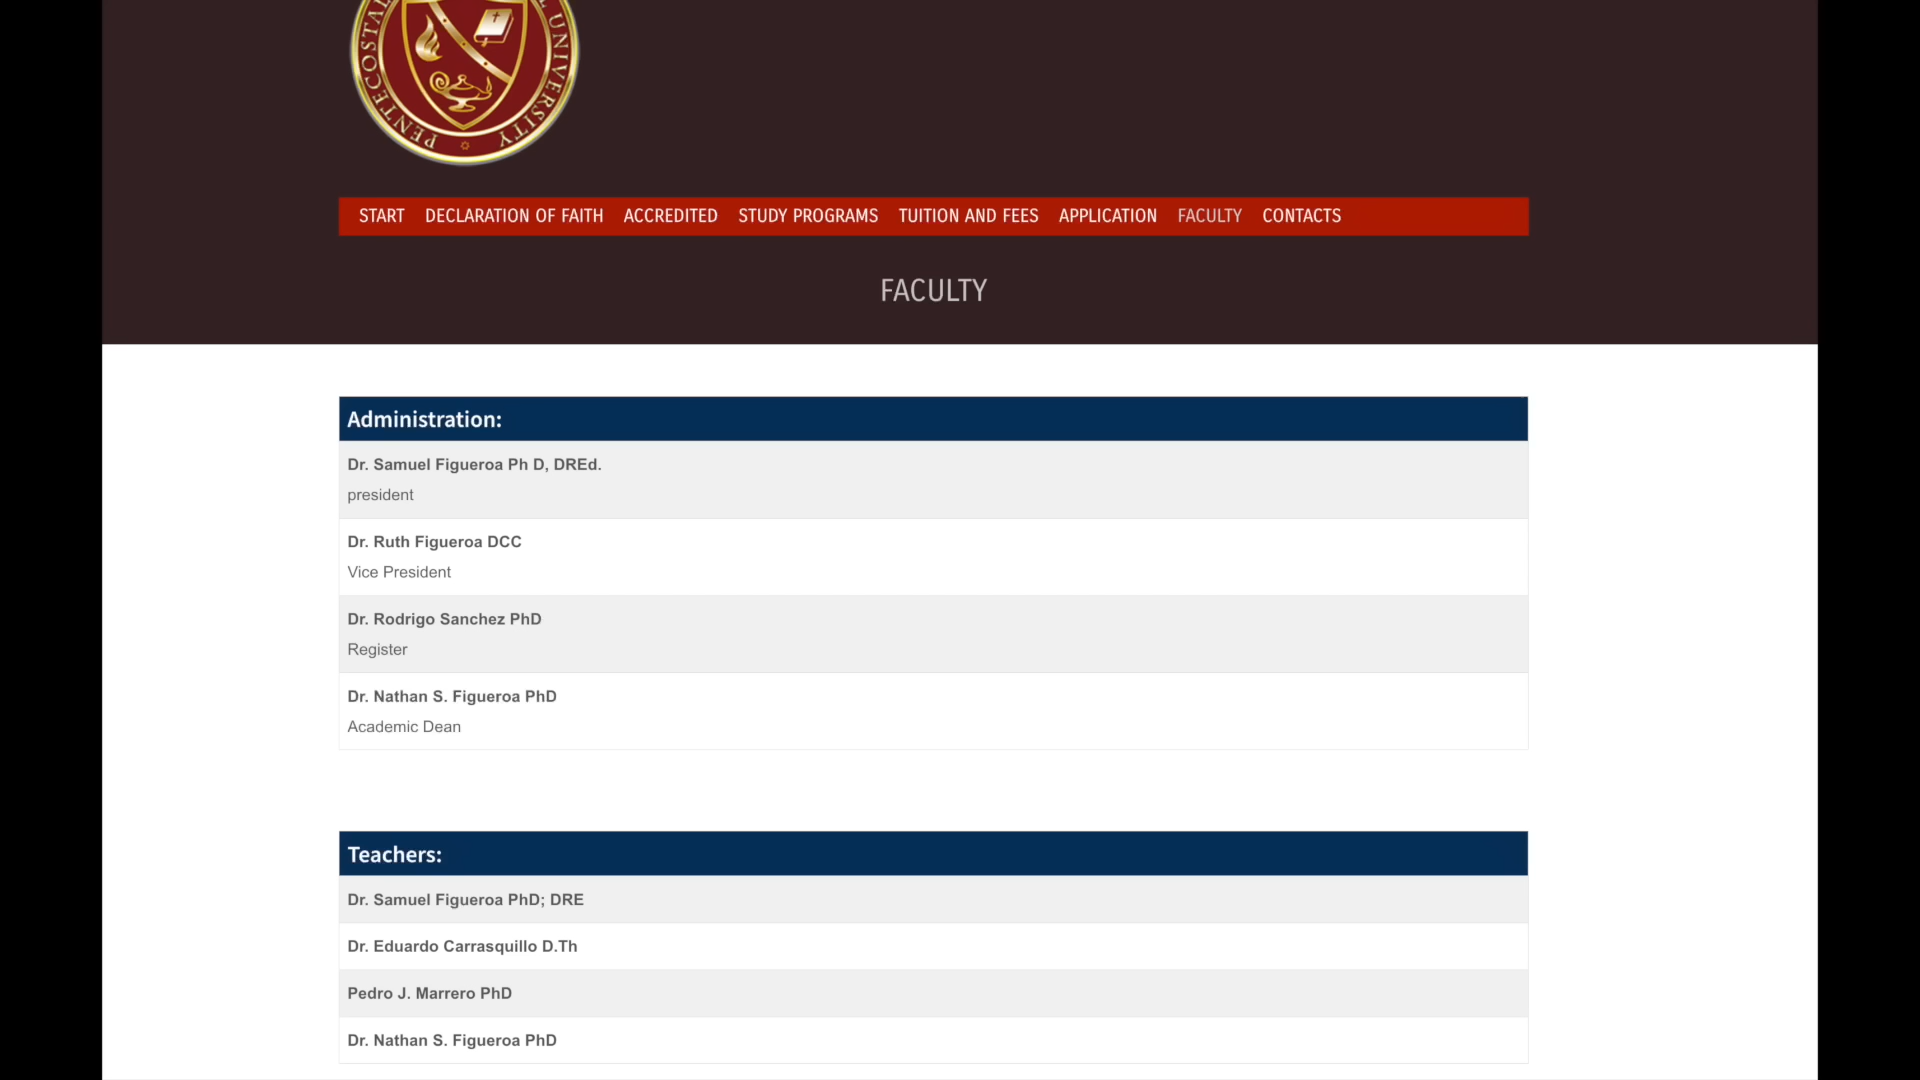 PENTECOSTAL
UNIVERSITY
START DECLARATION OF FAITH ACCREDITED STUDY PROGRAMS TUITION AND FEES APPLICATION FACULTY CONTACTS
FACULTY
Administration:
Dr. Samuel Figueroa Ph D, DREd.
president
Dr. Ruth Figueroa DCC
Vice President
Dr. Rodrigo Sanchez PhD
Register
Dr. Nathan S. Figueroa PhD
Academic Dean
Teachers:
Dr. Samuel Figueroa PhD; DRE
Dr. Eduardo Carrasquillo D.Th
Pedro J. Marrero PhD
Dr. Nathan S. Figueroa PhD